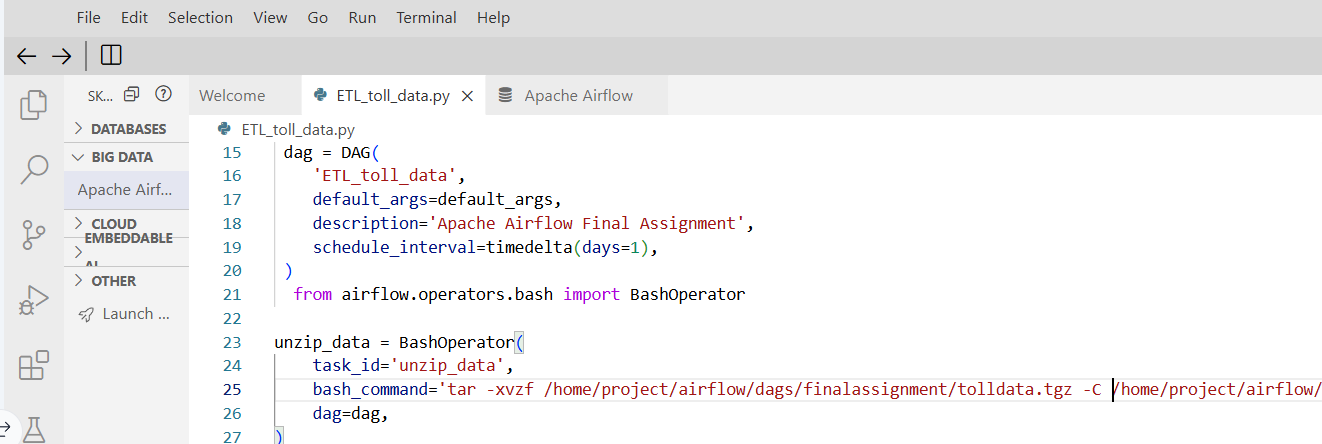 File Edit Selection View Go Run Terminal Help
SK... Welcome ETL_toll_data.py Apache Airflow
DATABASES
BIG DATA
Apache Airf...
CLOUD
EMBEDDABLE
AI
OTHER
Launch ...
ETL_toll_data.py
15 dag = DAG(
16 'ETL_toll_data',
17 default_args=default_args,
18 description='Apache Airflow Final Assignment',
19 schedule_interval=timedelta(days=1),
20 )
21 from airflow.operators.bash import BashOperator
22
23 unzip_data = BashOperator(
24 task_id='unzip_data',
25 bash_command='tar -xvzf /home/project/airflow/dags/finalassignment/tolldata.tgz -C /home/project/airflow/
26 dag=dag,
27 )